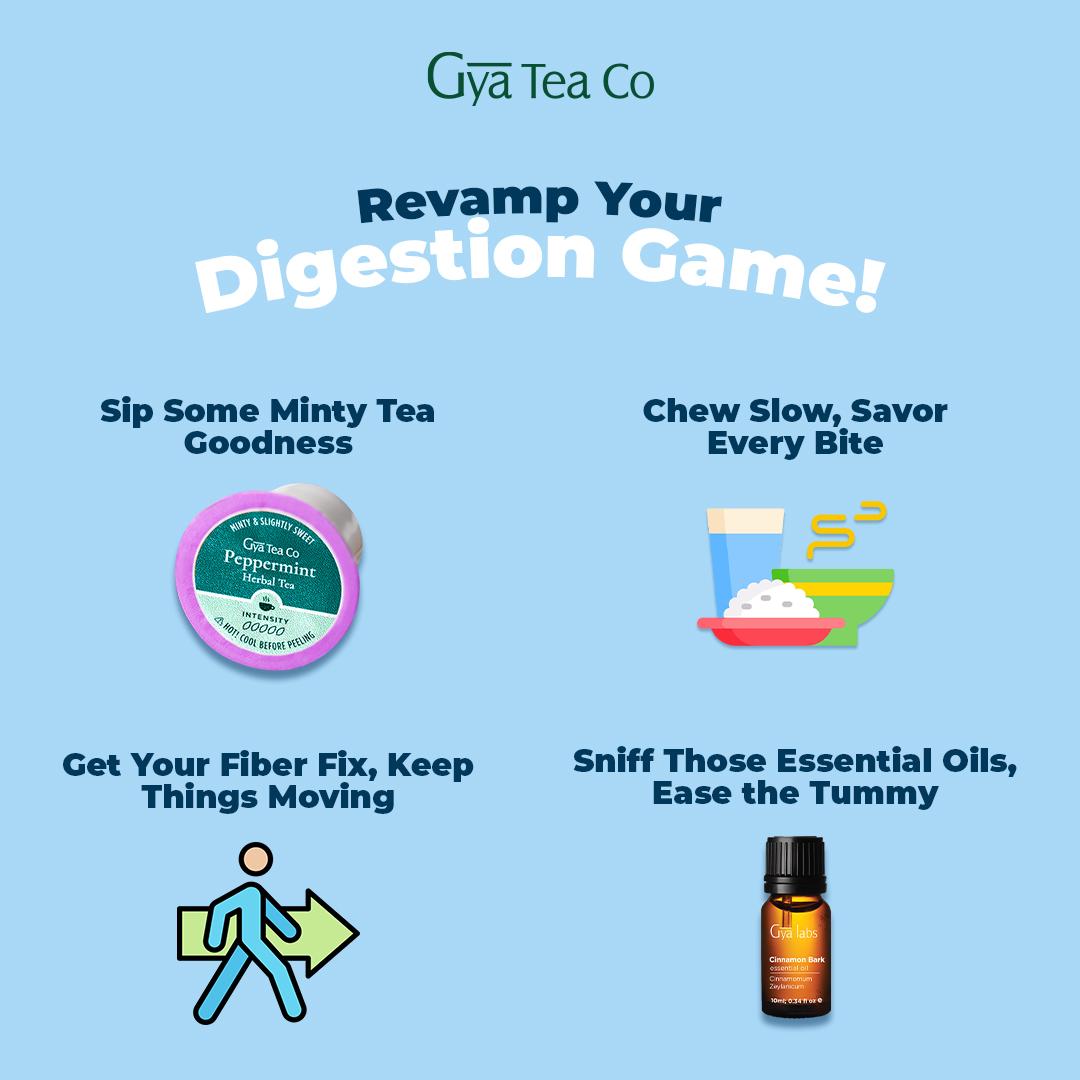 Gya Tea Co
Revamp Your
Digestion Game!
Sip Some Minty Tea
Goodness
MINTY & SLIGHTLY SWEET
Gya Tea Co
Peppermint
Herbal Tea
INTENSITY
HOT! COOL BEFORE PEELING
Chew Slow, Savor
Every Bite
Get Your Fiber Fix, Keep
Things Moving
Sniff Those Essential Oils,
Ease the Tummy
Gya labs
Cinnamon Bark
essential oil
Cinnamomum
Zeylanicum
10ml; 0.34 fl oz e